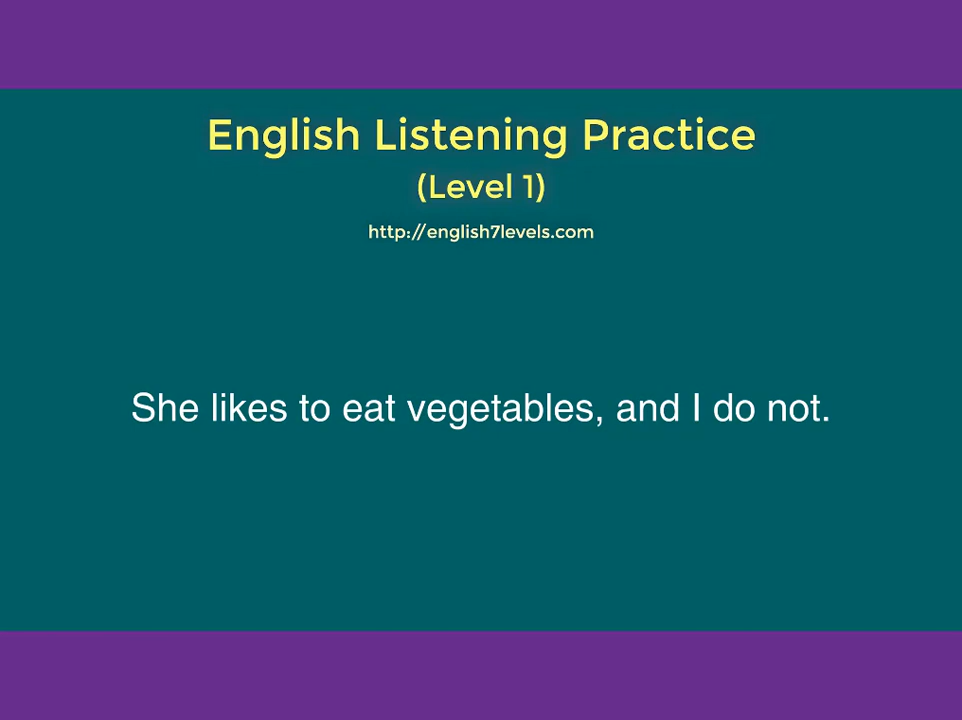 English Listening Practice
(Level 1)
http://english7levels.com
She likes to eat vegetables, and I do not.